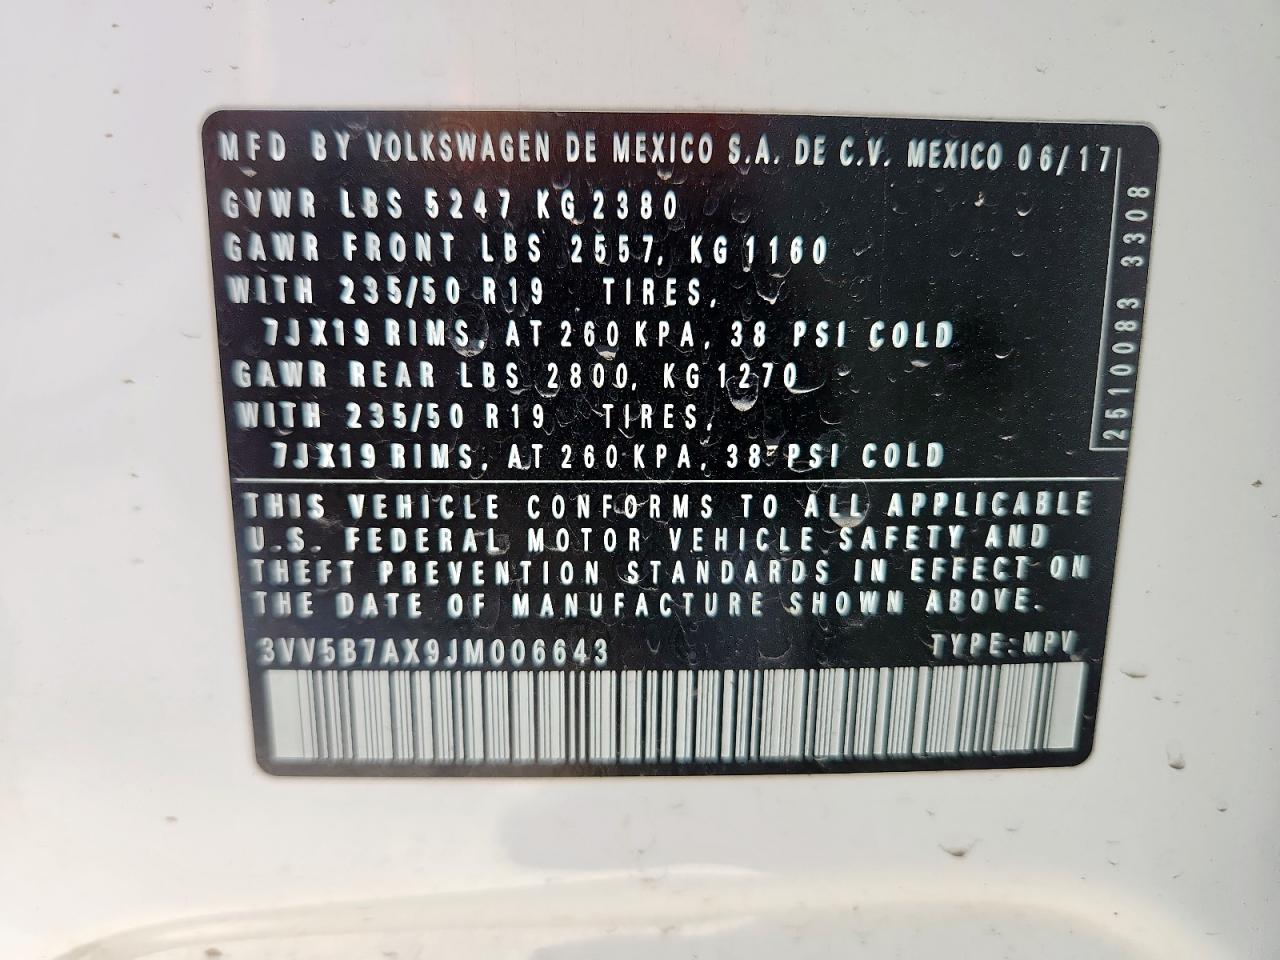 MFD BY VOLKSWAGEN DE MEXICO S.A. DE C.V. MEXICO 06/17
GVWR LBS 5247 KG 2380
GAWR FRONT LBS 2557, KG 1160
WITH 235/50 R19 TIRES,
7JX19 RIMS, AT 260 KPA, 38 PSI COLD
GAWR REAR LBS 2800, KG 1270
WITH 235/50 R19 TIRES,
7JX19 RIMS, AT 260 KPA, 38 PSI COLD
2510083 3308
THIS VEHICLE CONFORMS TO ALL APPLICABLE
U.S. FEDERAL MOTOR VEHICLE SAFETY AND
THEFT PREVENTION STANDARDS IN EFFECT ON
THE DATE OF MANUFACTURE SHOWN ABOVE.
3VV5B7AX9JM006643 TYPE:MPV